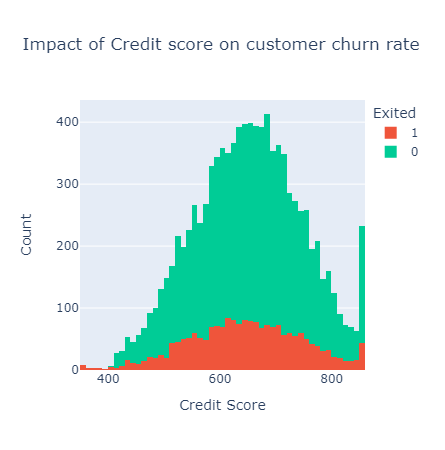 Impact of Credit score on customer churn rate
Exited
1
0
400
300
200
100
0
Count
400
600
800
Credit Score